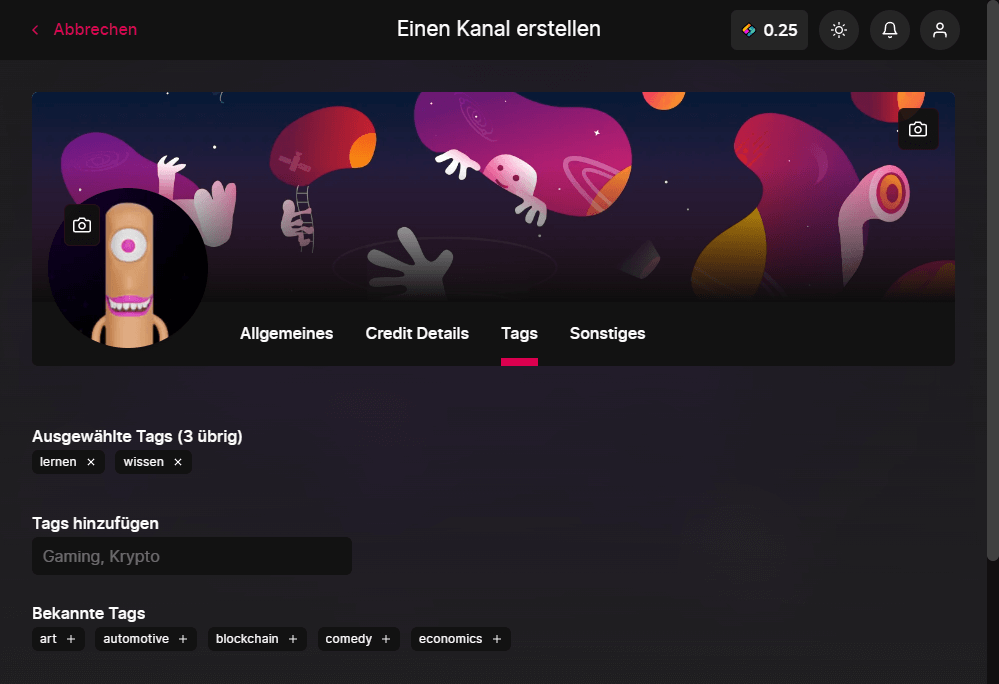 Abbrechen
Einen Kanal erstellen
0.25
Allgemeines Credit Details Tags Sonstiges
Ausgewählte Tags (3 übrig)
lernen × wissen ×
Tags hinzufügen
Gaming, Krypto
Bekannte Tags
art + automotive + blockchain + comedy + economics +